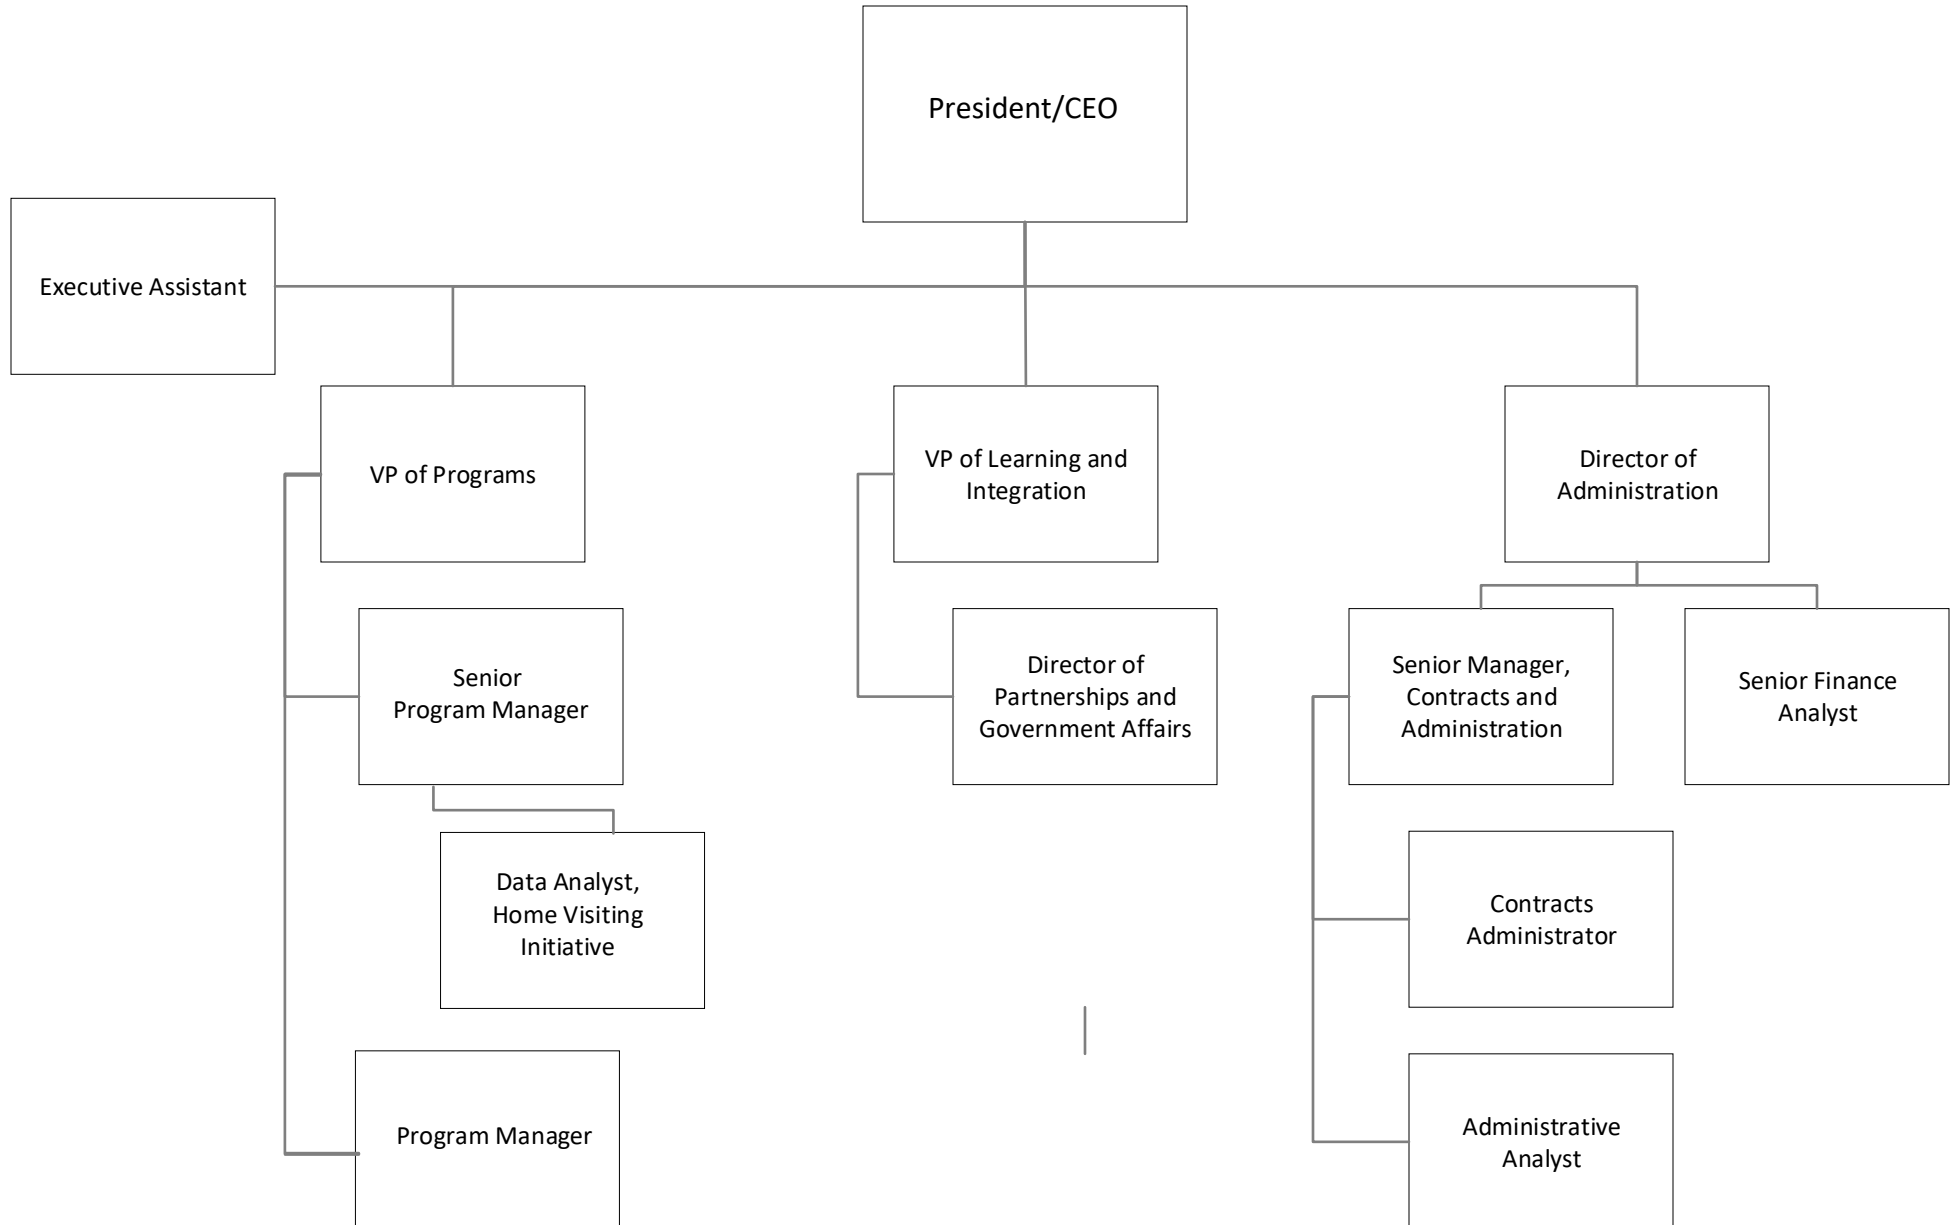 President/CEO
Executive Assistant
VP of Programs
VP of Learning and
Integration
Director of
Administration
Senior
Program Manager
Director of
Partnerships and
Government Affairs
Senior Manager,
Contracts and
Administration
Senior Finance
Analyst
Data Analyst,
Home Visiting
Initiative
Contracts
Administrator
Program Manager
Administrative
Analyst